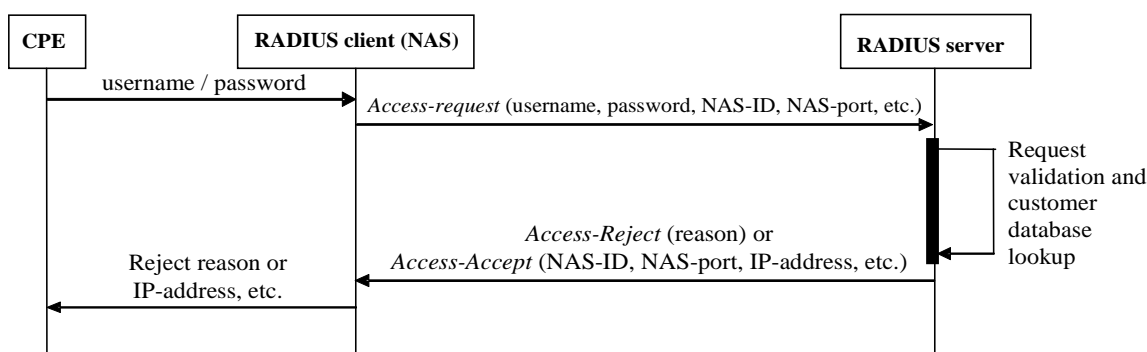 CPE
RADIUS client (NAS)
RADIUS server
username / password
Access-request (username, password, NAS-ID, NAS-port, etc.)
Request
validation and
customer
database
lookup
Access-Reject (reason) or
Access-Accept (NAS-ID, NAS-port, IP-address, etc.)
Reject reason or
IP-address, etc.